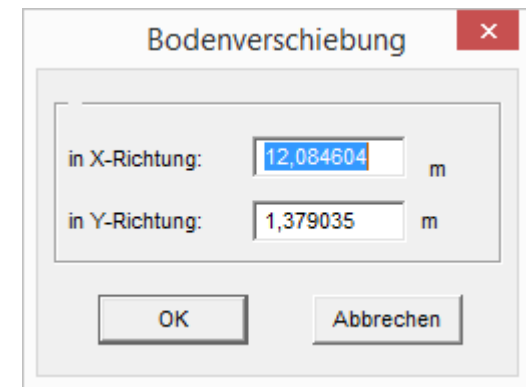 Bodenverschiebung
in X-Richtung: 12,084604 m
in Y-Richtung: 1,379035 m
OK Abbrechen